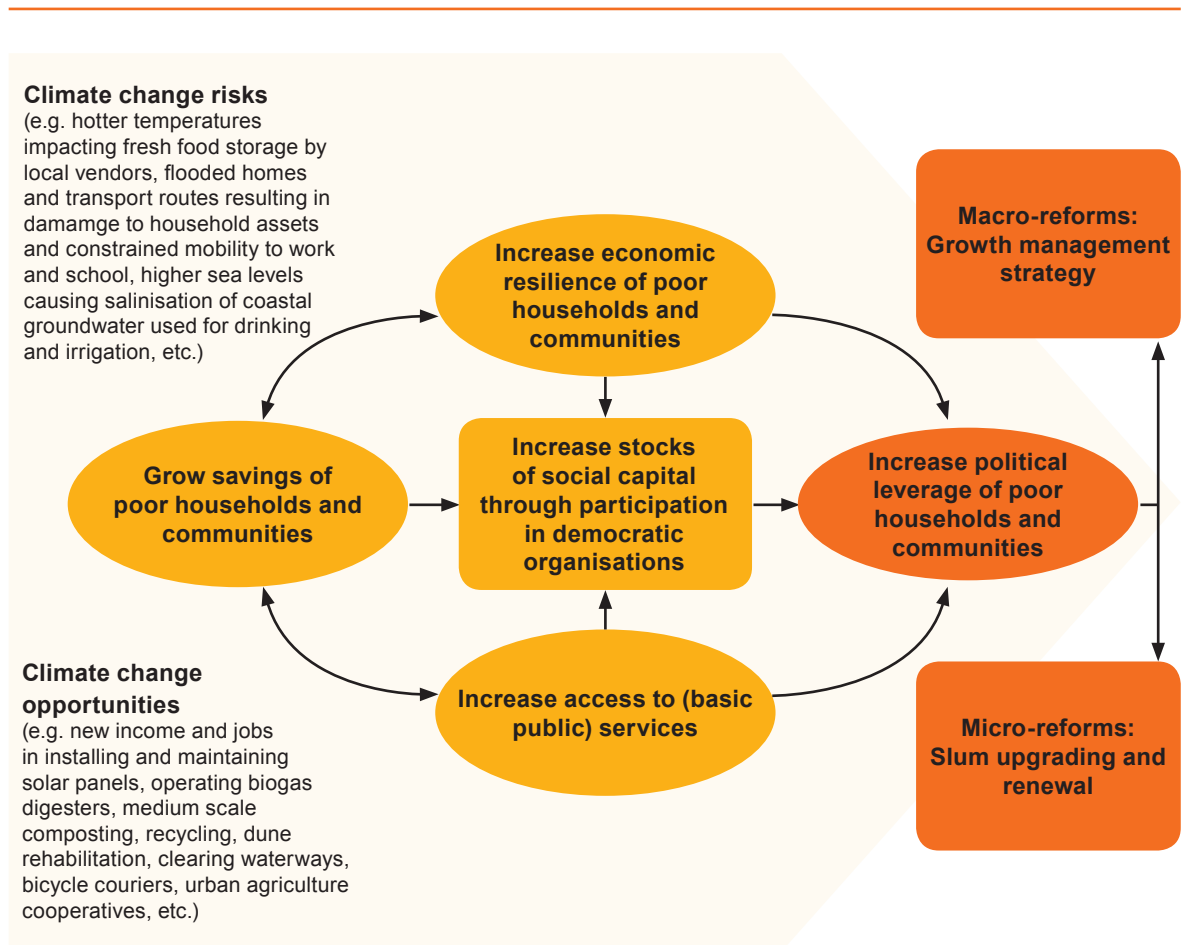 Climate change risks
(e.g. hotter temperatures
impacting fresh food storage by
local vendors, flooded homes
and transport routes resulting in
damamge to household assets
and constrained mobility to work
and school, higher sea levels
causing salinisation of coastal
groundwater used for drinking
and irrigation, etc.)
Increase economic
resilience of poor
households and
communities
Macro-reforms:
Growth management
strategy
Grow savings of
poor households and
communities
Increase stocks
of social capital
through participation
in democratic
organisations
Increase political
leverage of poor
households and
communities
Increase access to (basic
public) services
Micro-reforms:
Slum upgrading and
renewal
Climate change
opportunities
(e.g. new income and jobs
in installing and maintaining
solar panels, operating biogas
digesters, medium scale
composting, recycling, dune
rehabilitation, clearing waterways,
bicycle couriers, urban agriculture
cooperatives, etc.)